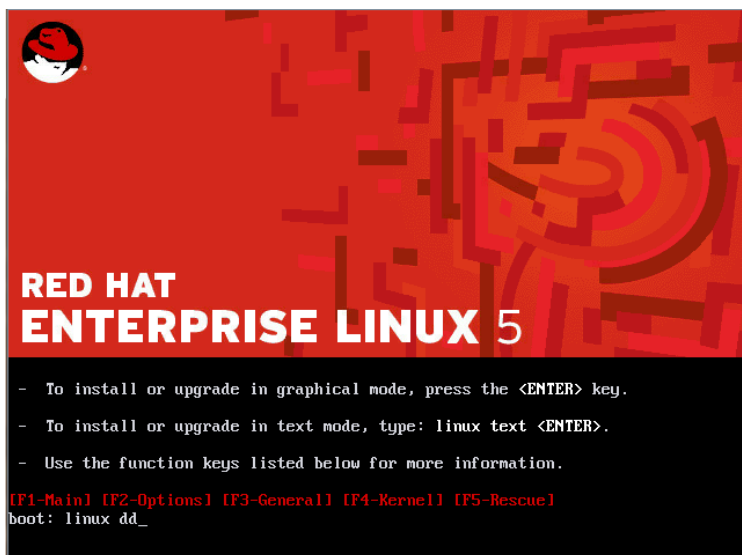 RED HAT
ENTERPRISE LINUX 5
- To install or upgrade in graphical mode, press the <ENTER> key.
- To install or upgrade in text mode, type: linux text <ENTER>.
- Use the function keys listed below for more information.
[F1-Main] [F2-Options] [F3-General] [F4-Kernel] [F5-Rescue]
boot: linux dd_